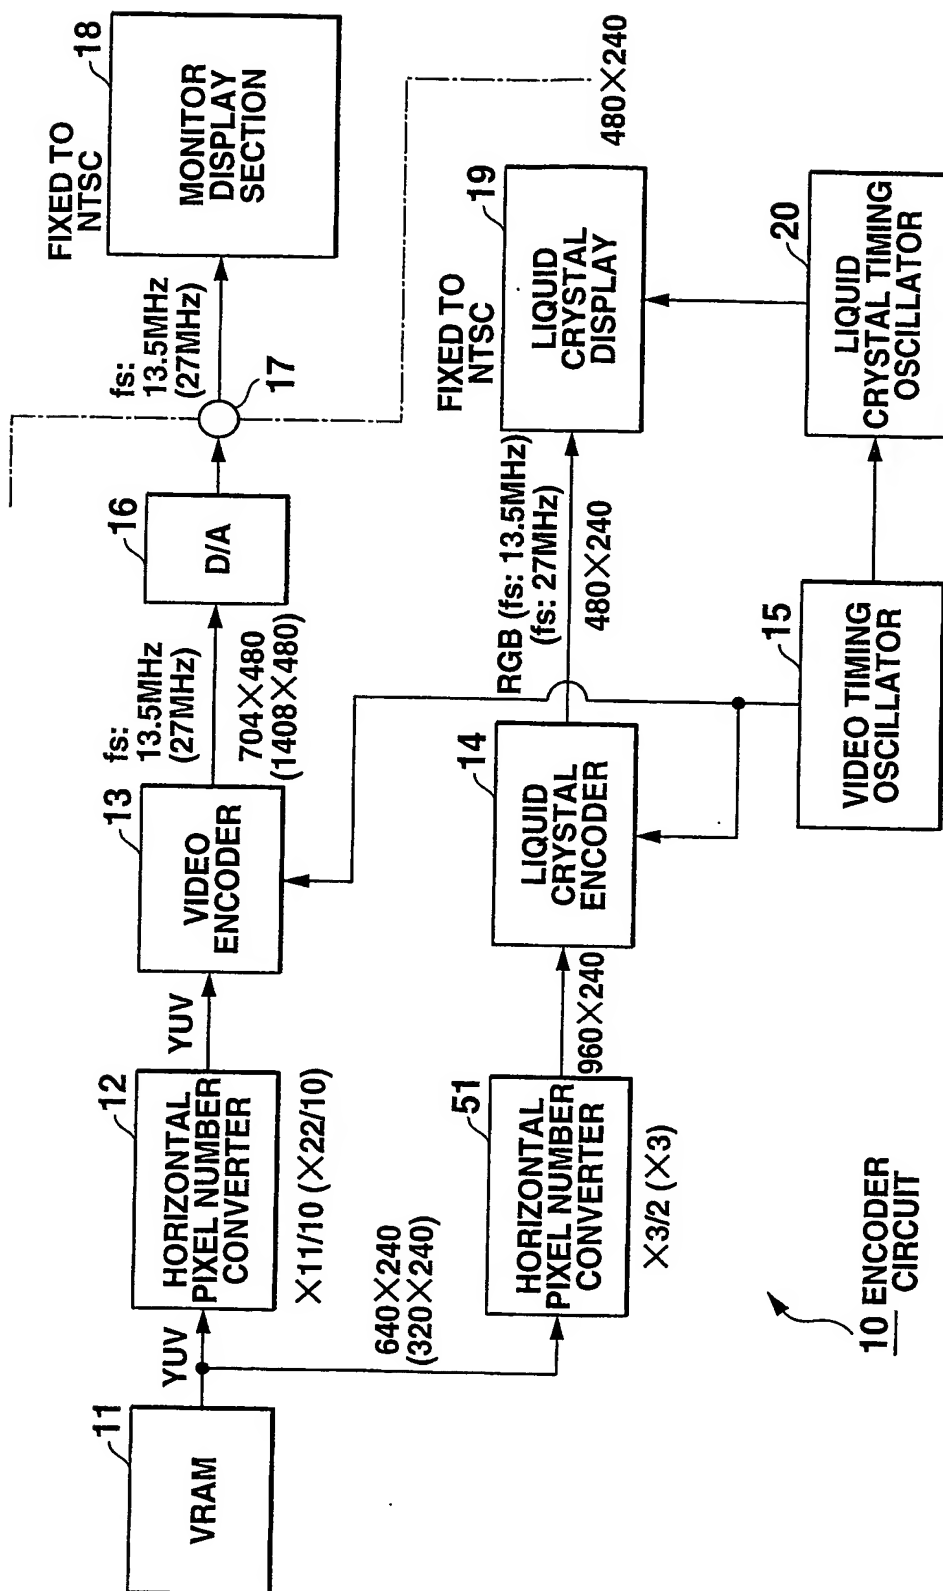 11
VRAM
YUV
12
HORIZONTAL
PIXEL NUMBER
CONVERTER
×11/10 (×22/10)
YUV
13
VIDEO
ENCODER
fs:
13.5MHz
(27MHz)
704×480
(1408×480)
16
D/A
17
fs:
13.5MHz
(27MHz)
FIXED TO
NTSC
18
MONITOR
DISPLAY
SECTION
640×240
(320×240)
51
HORIZONTAL
PIXEL NUMBER
CONVERTER
×3/2 (×3)
960×240
14
LIQUID
CRYSTAL
ENCODER
RGB (fs: 13.5MHz)
(fs: 27MHz)
480×240
FIXED TO
NTSC
19
LIQUID
CRYSTAL
DISPLAY
480×240
15
VIDEO TIMING
OSCILLATOR
20
LIQUID
CRYSTAL TIMING
OSCILLATOR
10 ENCODER
CIRCUIT